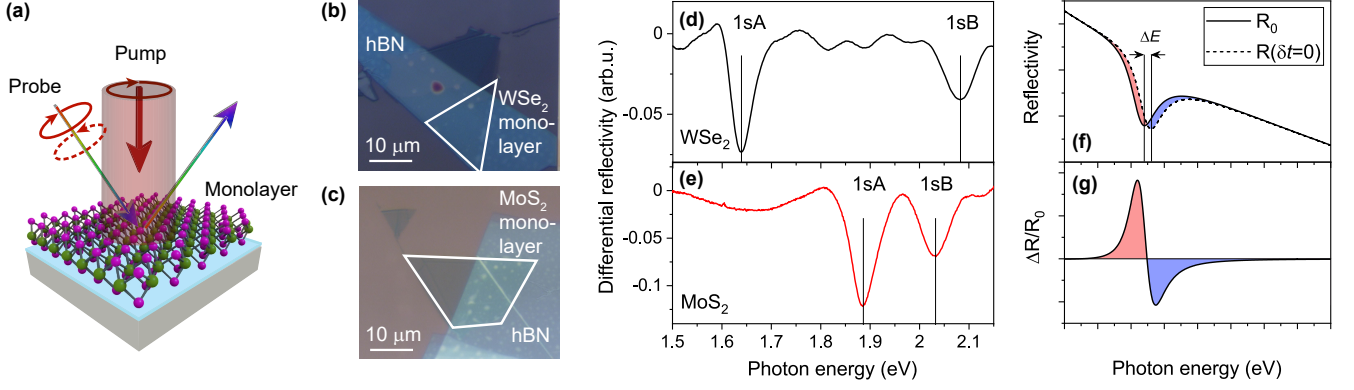 (a)
Pump
Probe
Monolayer
(b)
hBN
WSe₂
mono-
layer
10 μm
(c)
MoS₂
mono-
layer
10 μm
hBN
(d)
1sA
1sB
0
-0.05
WSe₂
(e)
1sA
1sB
0
-0.05
-0.1
MoS₂
Differential reflectivity (arb.u.)
1.5 1.6 1.7 1.8 1.9 2 2.1
Photon energy (eV)
R₀
R(δt=0)
ΔE
Reflectivity
(f)
(g)
ΔR/R₀
Photon energy (eV)